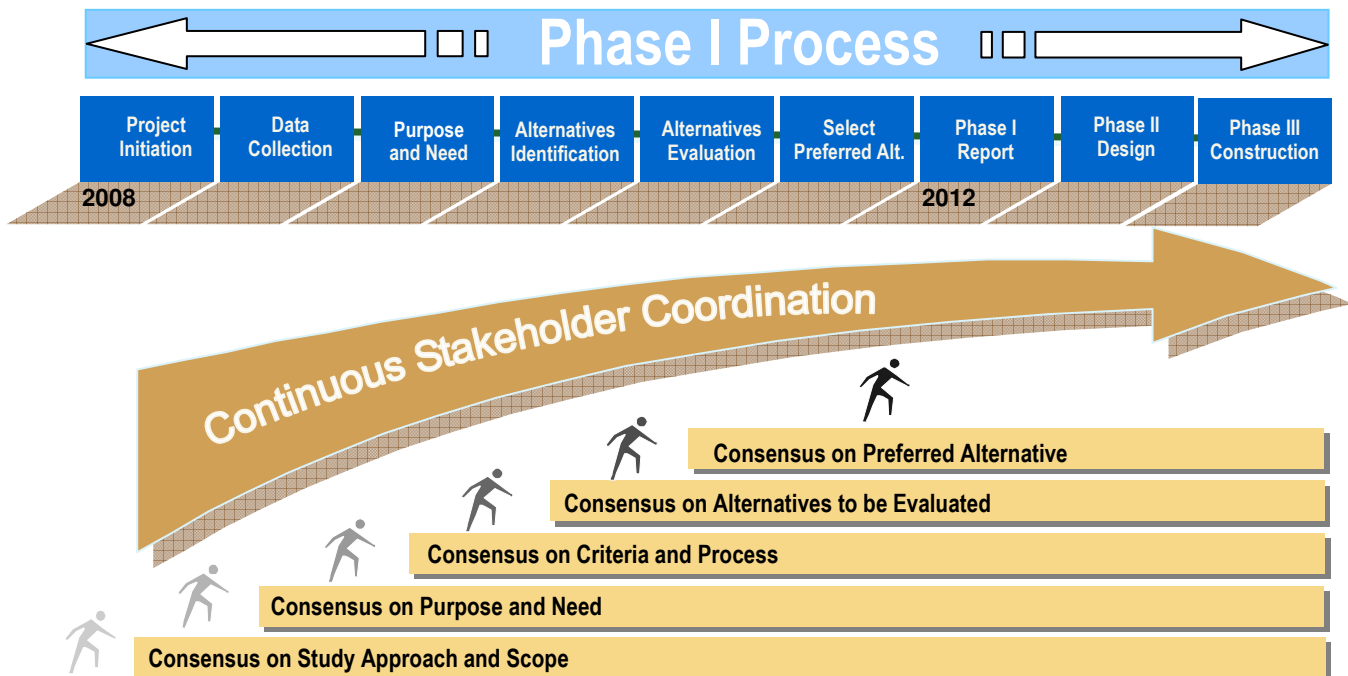 Phase I Process
Project
Initiation
Data
Collection
Purpose
and Need
Alternatives
Identification
Alternatives
Evaluation
Select
Preferred Alt.
Phase I
Report
Phase II
Design
Phase III
Construction
2008
2012
Continuous Stakeholder Coordination
Consensus on Preferred Alternative
Consensus on Alternatives to be Evaluated
Consensus on Criteria and Process
Consensus on Purpose and Need
Consensus on Study Approach and Scope